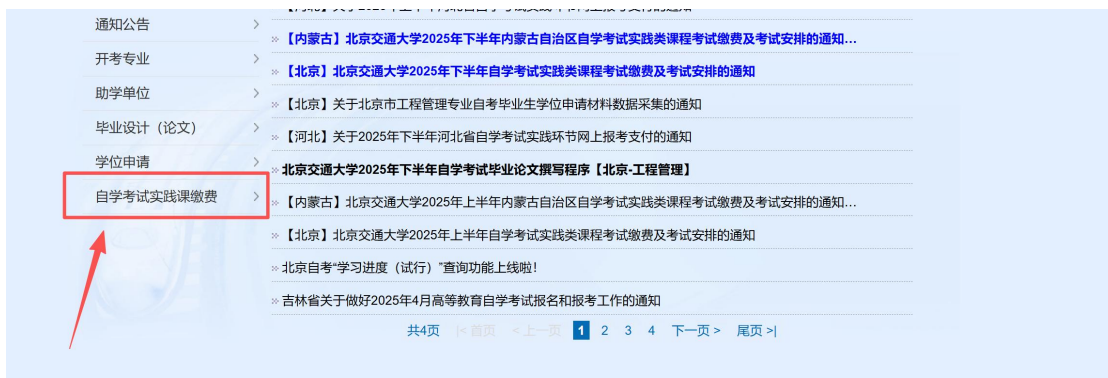 通知公告
开考专业
助学单位
毕业设计（论文）
学位申请
自学考试实践课缴费
【内蒙古】北京交通大学2025年下半年内蒙古自治区自学考试实践类课程考试缴费及考试安排的通知...
【北京】北京交通大学2025年下半年自学考试实践类课程考试缴费及考试安排的通知
【北京】关于北京市工程管理专业自考毕业生学位申请材料数据采集的通知
【河北】关于2025年下半年河北省自学考试实践环节网上报考支付的通知
北京交通大学2025年下半年自学考试毕业论文撰写程序【北京-工程管理】
【内蒙古】北京交通大学2025年上半年内蒙古自治区自学考试实践类课程考试缴费及考试安排的通知...
【北京】北京交通大学2025年上半年自学考试实践类课程考试缴费及考试安排的通知
北京自考“学习进度（试行）”查询功能上线啦！
吉林省关于做好2025年4月高等教育自学考试报名和报考工作的通知
共4页 |< 首页 < 上一页 1 2 3 4 下一页 > 尾页 >|